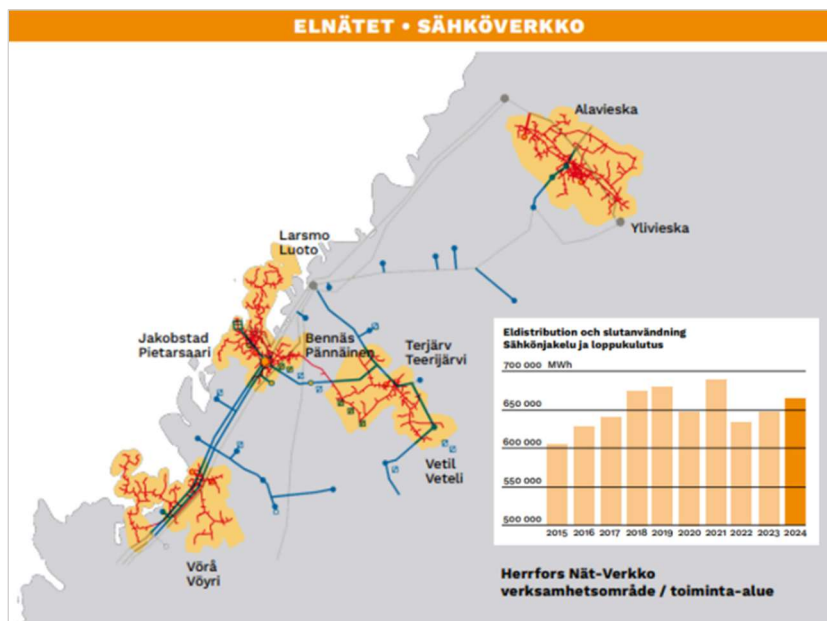 ELNÄTET • SÄHKÖVERKKO
Alavieska
Ylivieska
Larsmo
Luoto
Jakobstad
Pietarsaari
Bennäs
Pännäinen
Terjärv
Teerijärvi
Vetil
Veteli
Vörå
Vöyri
Eldistribution och slutanvändning
Sähkönjakelu ja loppukulutus
700 000 MWh
650 000
600 000
550 000
500 000
2015 2016 2017 2018 2019 2020 2021 2022 2023 2024
Herrfors Nät-Verkko
verksamhetsområde / toiminta-alue